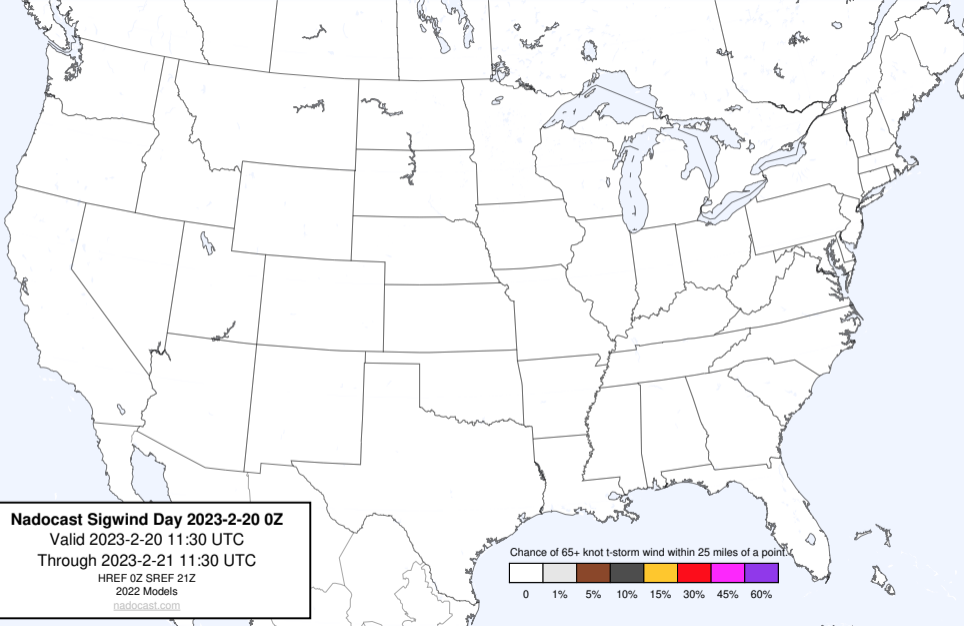 Nadocast Sigwind Day 2023-2-20 0Z
Valid 2023-2-20 11:30 UTC
Through 2023-2-21 11:30 UTC
HREF 0Z SREF 21Z
2022 Models
nadocast.com
Chance of 65+ knot t-storm wind within 25 miles of a point.
0 1% 5% 10% 15% 30% 45% 60%